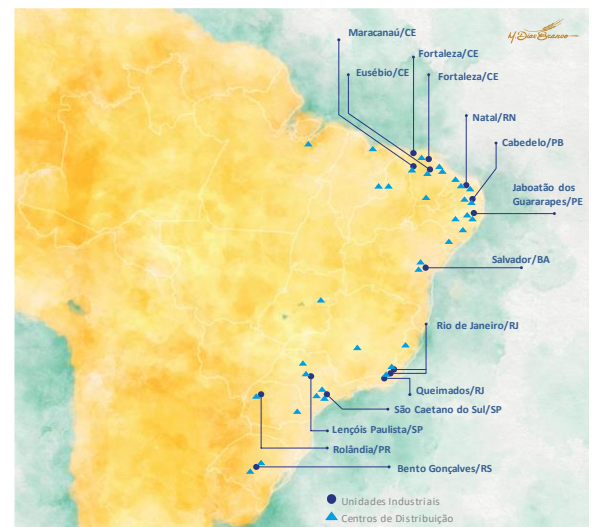 M. Dias Branco
Maracanaú/CE
Fortaleza/CE
Eusébio/CE
Fortaleza/CE
Natal/RN
Cabedelo/PB
Jaboatão dos
Guararapes/PE
Salvador/BA
Rio de Janeiro/RJ
Queimados/RJ
São Caetano do Sul/SP
Lençóis Paulista/SP
Rolândia/PR
Bento Gonçalves/RS
Unidades Industriais
Centros de Distribuição